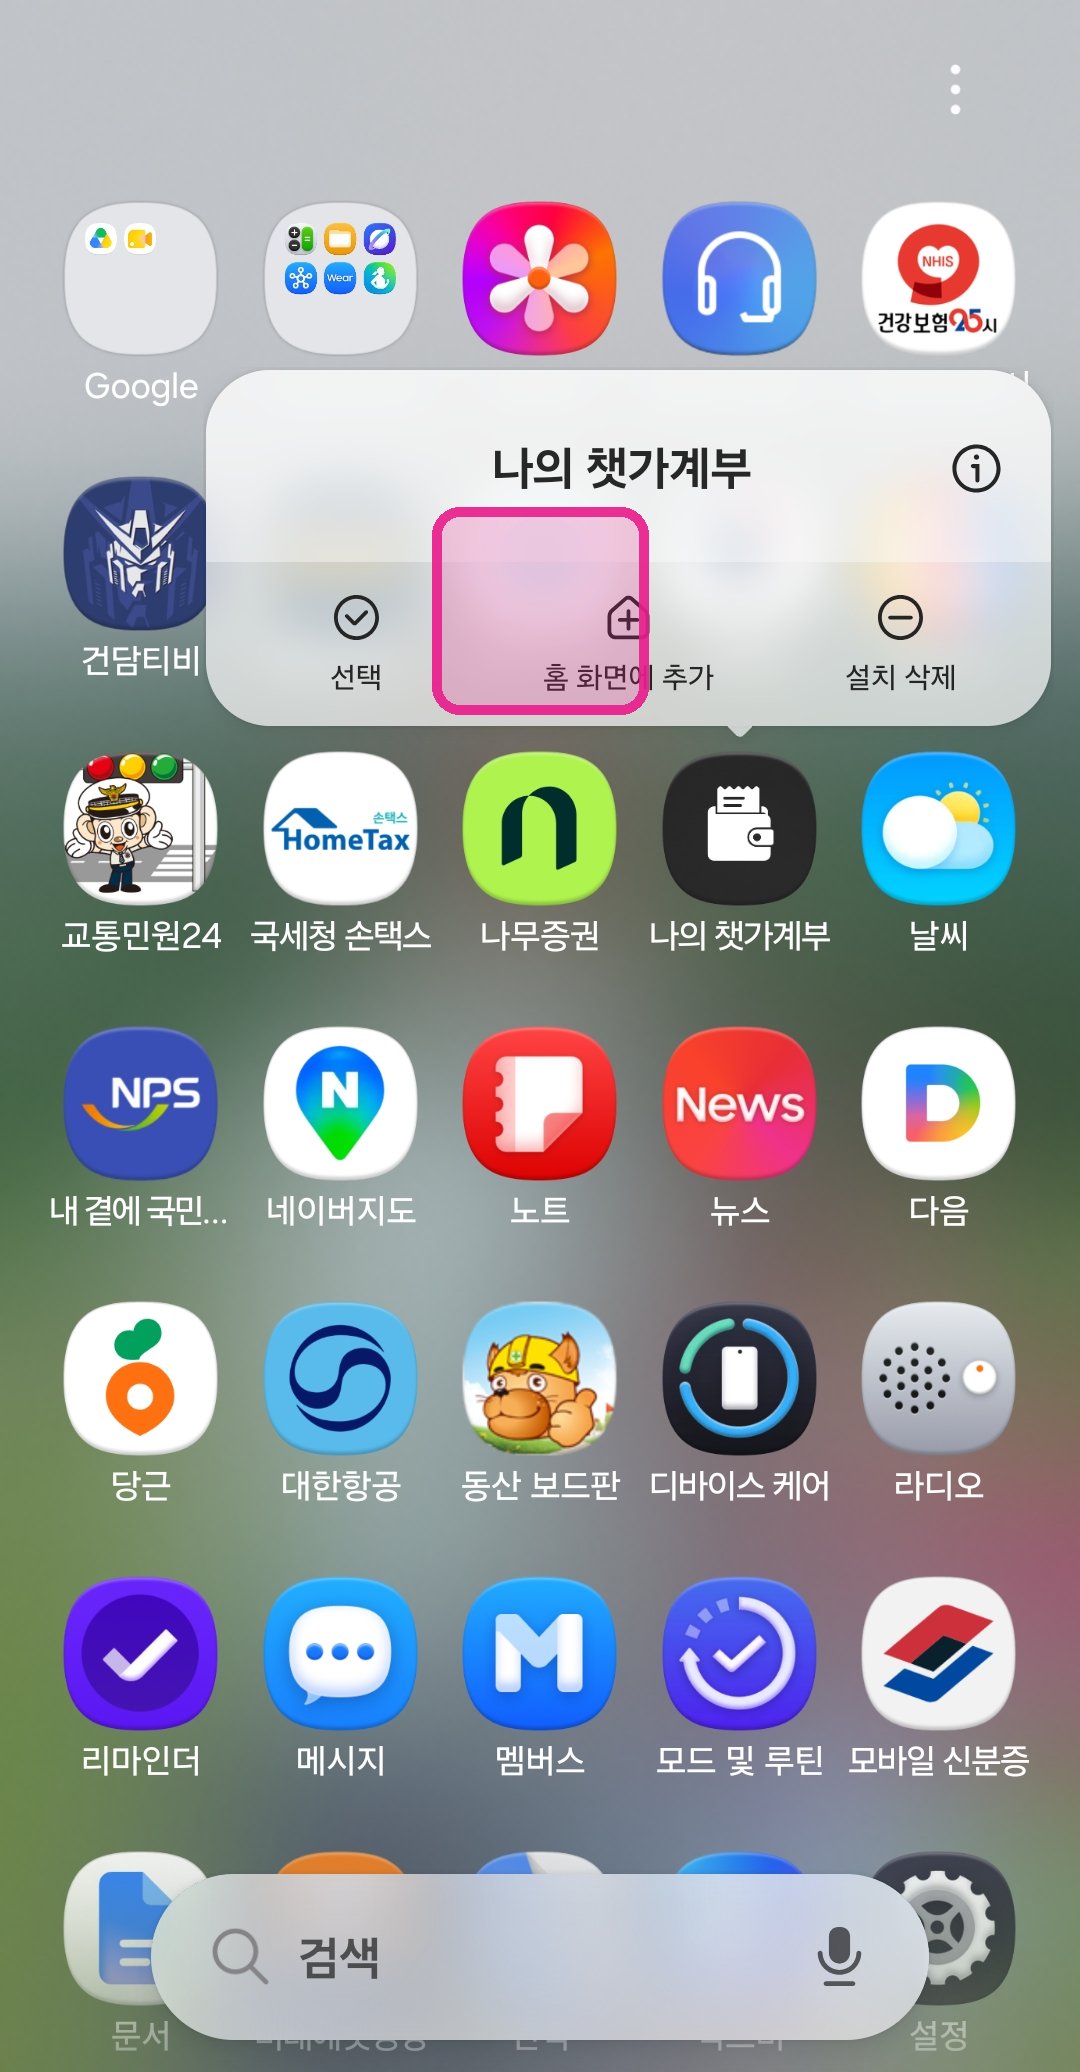 Wear
NHIS
건강보험25시
Google
나의 챗가계부
건담티비
선택
홈 화면에 추가
설치 삭제
손택스
HomeTax
교통민원24
국세청 손택스
나무증권
나의 챗가계부
날씨
NPS
N
News
D
내 곁에 국민...
네이버지도
노트
뉴스
다음
당근
대한항공
동산 보드판
디바이스 케어
라디오
M
리마인더
메시지
멤버스
모드 및 루틴
모바일 신분증
검색
문서
설정